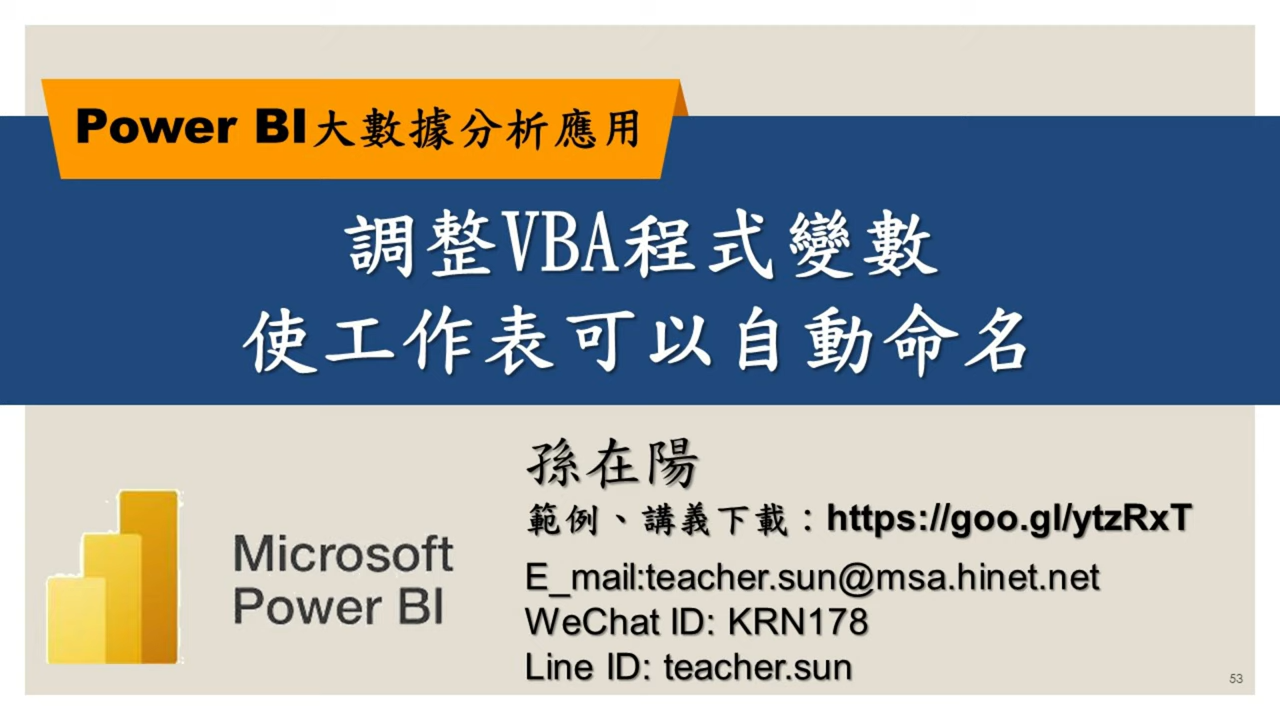 Power BI大數據分析應用
調整VBA程式變數
使工作表可以自動命名
孫在陽
範例、講義下載：https://goo.gl/ytzRxT
E_mail:teacher.sun@msa.hinet.net
WeChat ID: KRN178
Line ID: teacher.sun
Microsoft
Power BI
53